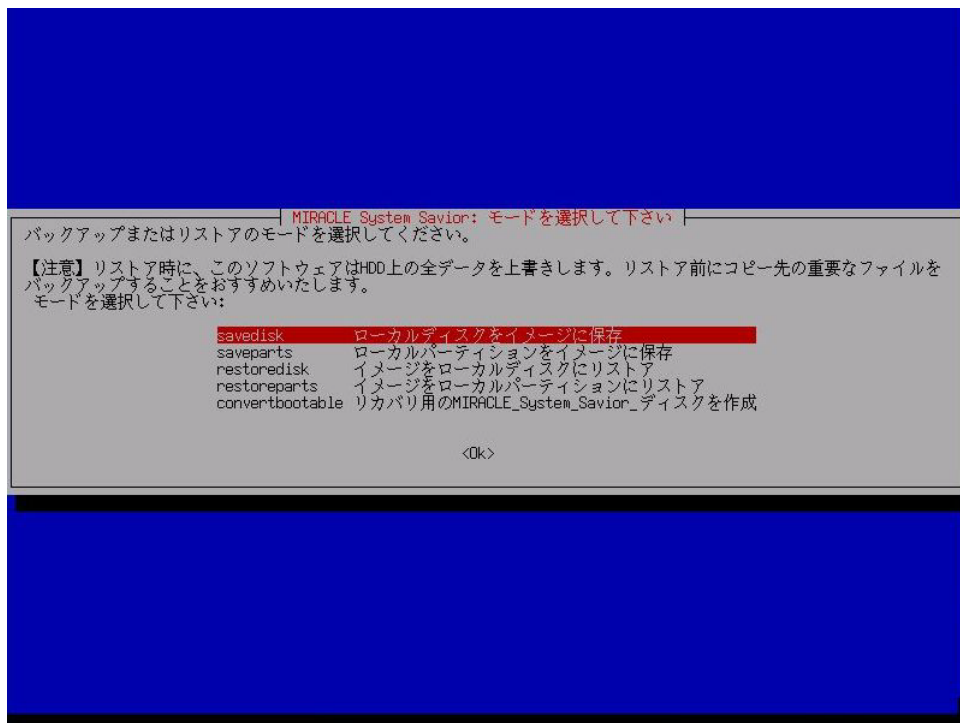 MIRACLE System Savior: モードを選択して下さい
バックアップまたはリストアのモードを選択してください。
【注意】リストア時に、このソフトウェアはHDD上の全データを上書きします。リストア前にコピー先の重要なファイルを
バックアップすることをおすすめいたします。
モードを選択して下さい:
savedisk ローカルディスクをイメージに保存
saveparts ローカルパーティションをイメージに保存
restoredisk イメージをローカルディスクにリストア
restoreparts イメージをローカルパーティションにリストア
convertbootable リカバリ用のMIRACLE_System_Savior_ディスクを作成
<Ok>